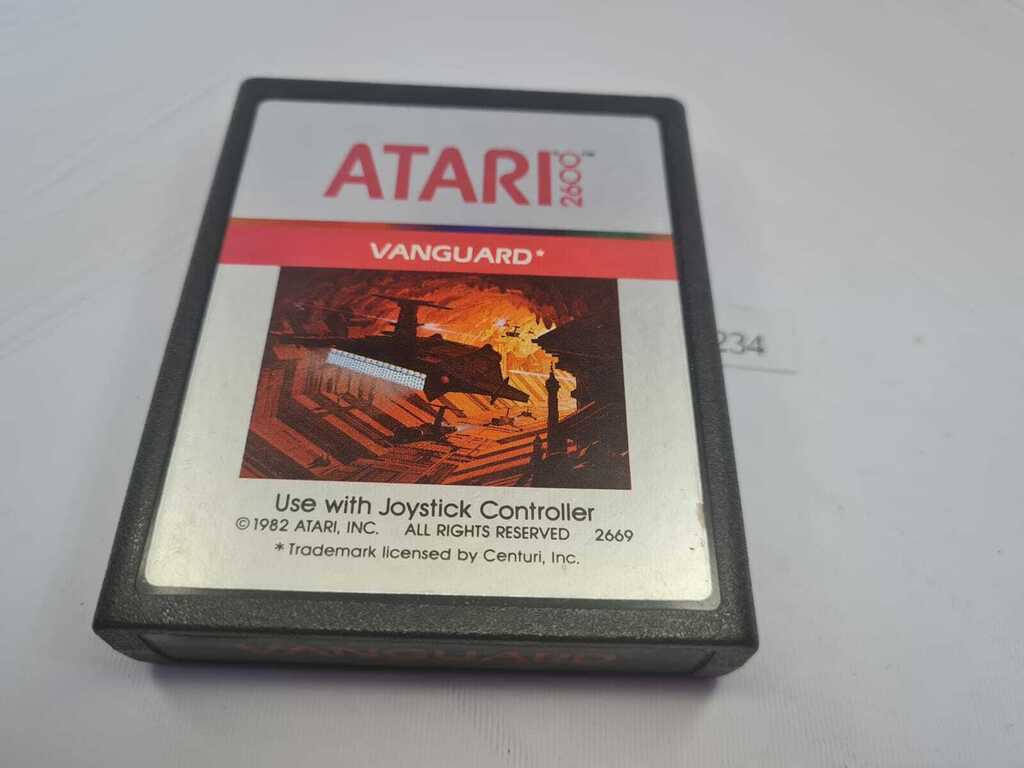 ATARI 2600™
VANGUARD*
Use with Joystick Controller
© 1982 ATARI, INC. ALL RIGHTS RESERVED 2669
* Trademark licensed by Centuri, Inc.
VANGUARD
234